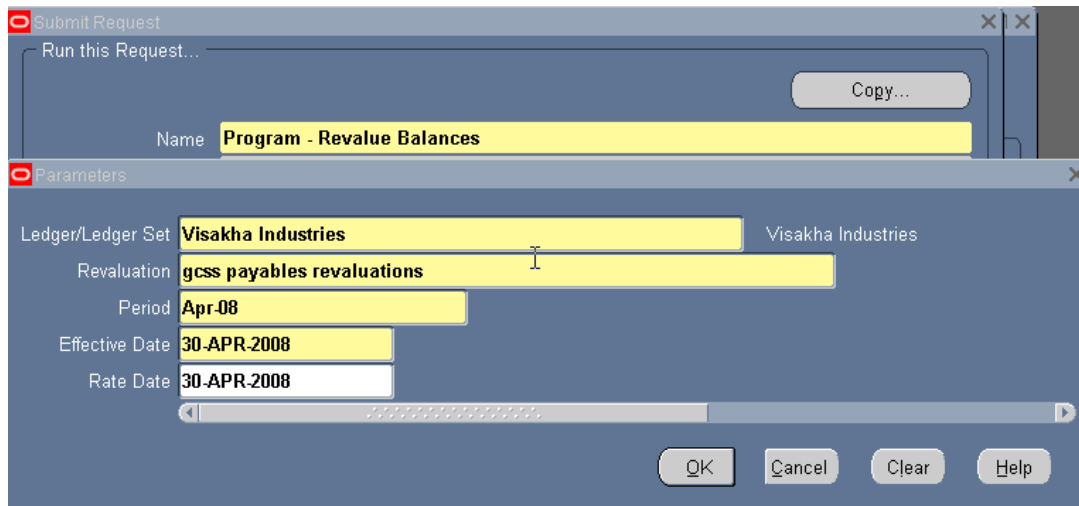 Submit Request
Run this Request...
Copy...
Name Program - Revalue Balances
Parameters
Ledger/Ledger Set Visakha Industries Visakha Industries
Revaluation gcss payables revaluations
Period Apr-08
Effective Date 30-APR-2008
Rate Date 30-APR-2008
OK Cancel Clear Help